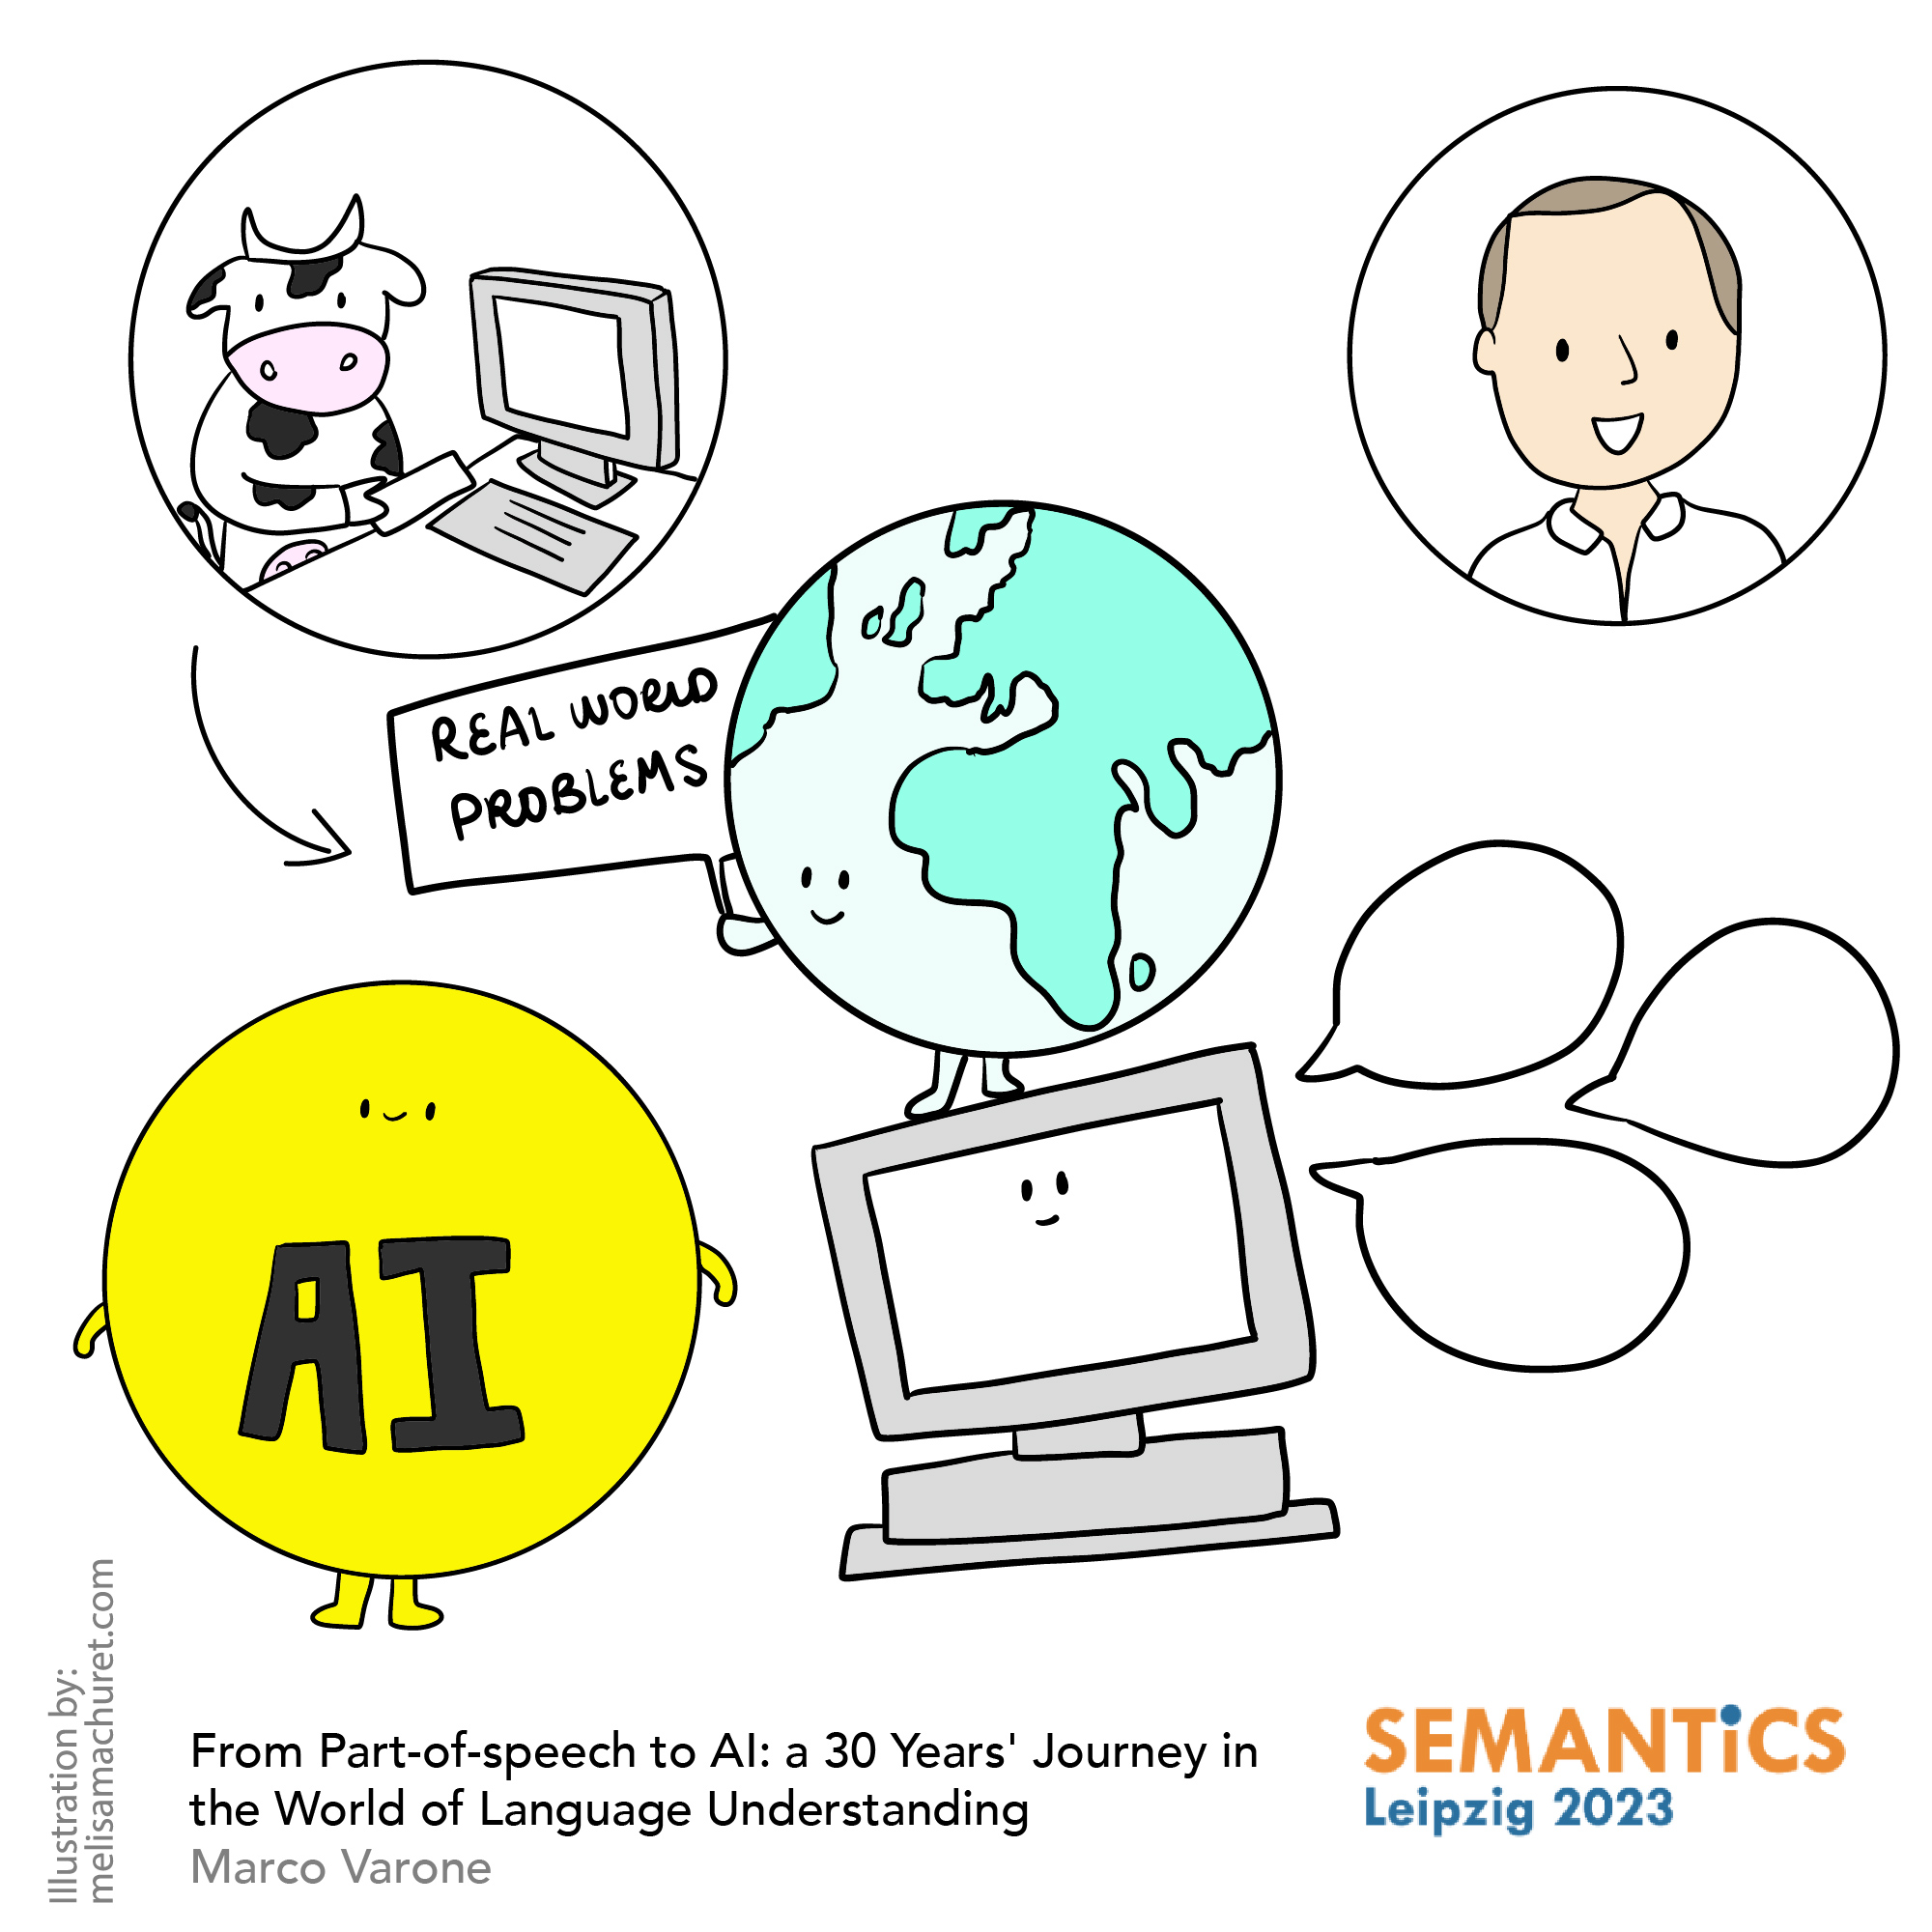 REAL WORLD
PROBLEMS
AI
From Part-of-speech to AI: a 30 Years' Journey in
the World of Language Understanding
Marco Varone
SEMANTiCS
Leipzig 2023
Illustration by:
melisamachuret.com